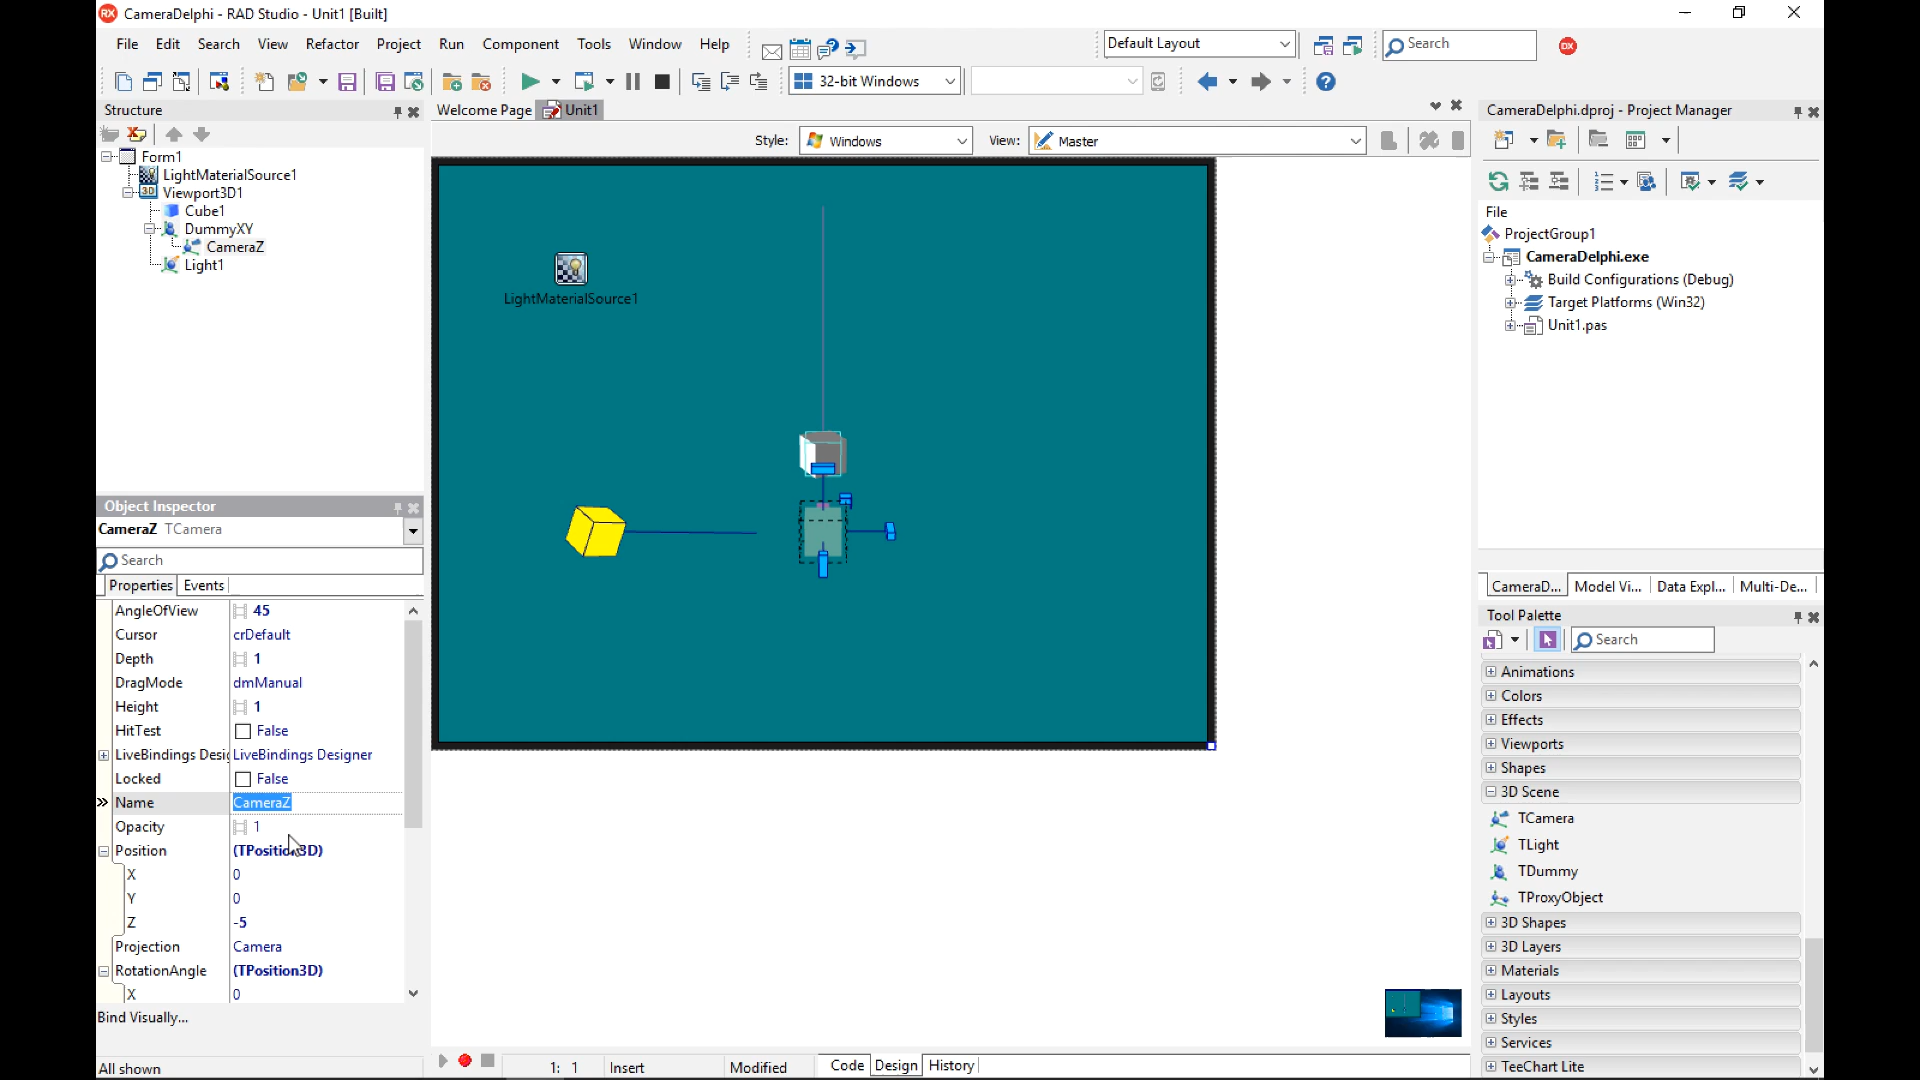 CameraDelphi - RAD Studio - Unit1 [Built]
File Edit Search View Refactor Project Run Component Tools Window Help
Default Layout
Search
32-bit Windows
Structure
Welcome Page
Unit1
CameraDelphi.dproj - Project Manager
Style: Windows
View: Master
Form1
LightMaterialSource1
Viewport3D1
Cube1
DummyXY
CameraZ
Light1
LightMaterialSource1
File
ProjectGroup1
CameraDelphi.exe
Build Configurations (Debug)
Target Platforms (Win32)
Unit1.pas
Object Inspector
CameraZ TCamera
Search
Properties Events
AngleOfView 45
Cursor crDefault
Depth 1
DragMode dmManual
Height 1
HitTest False
LiveBindings Desig LiveBindings Designer
Locked False
Name CameraZ
Opacity 1
Position (TPosition3D)
X 0
Y 0
Z -5
Projection Camera
RotationAngle (TPosition3D)
X 0
Bind Visually...
All shown
CameraD... Model Vi... Data Expl... Multi-De...
Tool Palette
Search
Animations
Colors
Effects
Viewports
Shapes
3D Scene
TCamera
TLight
TDummy
TProxyObject
3D Shapes
3D Layers
Materials
Layouts
Styles
Services
TeeChart Lite
1: 1 Insert Modified Code Design History